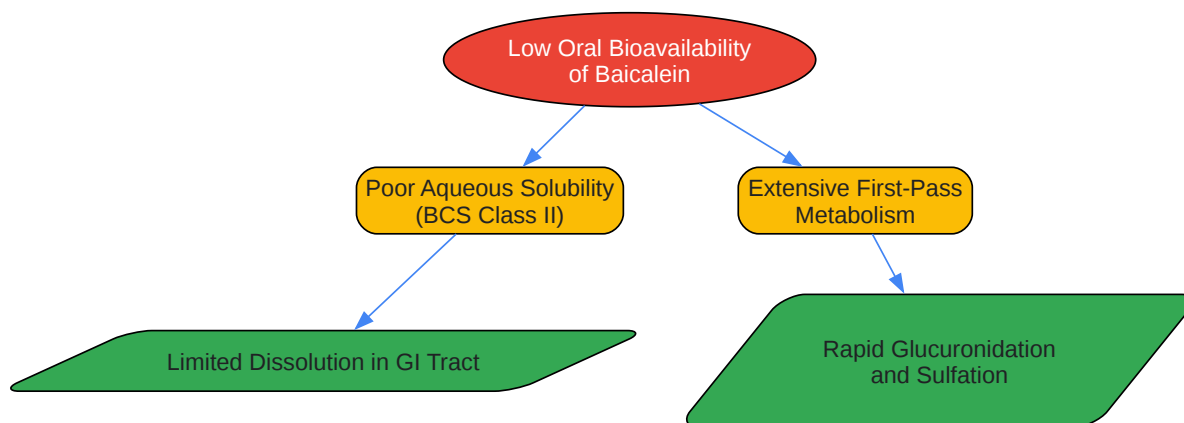 Low Oral Bioavailability
of Baicalein
Poor Aqueous Solubility
(BCS Class II)
Extensive First-Pass
Metabolism
Limited Dissolution in GI Tract
Rapid Glucuronidation
and Sulfation